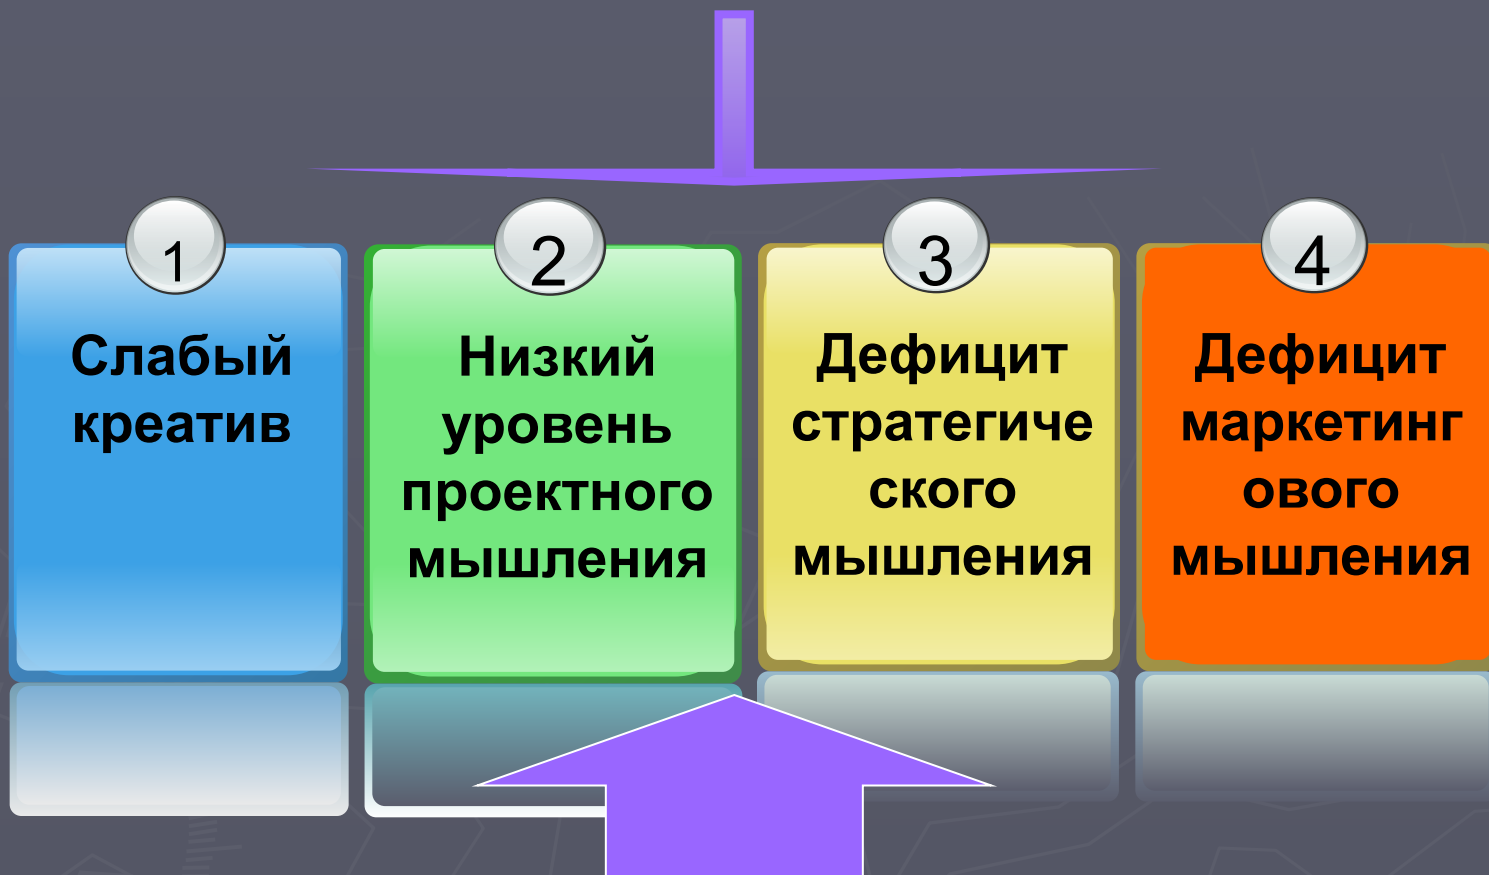 1
Слабый
креатив
2
Низкий
уровень
проектного
мышления
3
Дефицит
стратегиче
ского
мышления
4
Дефицит
маркетинг
ового
мышления